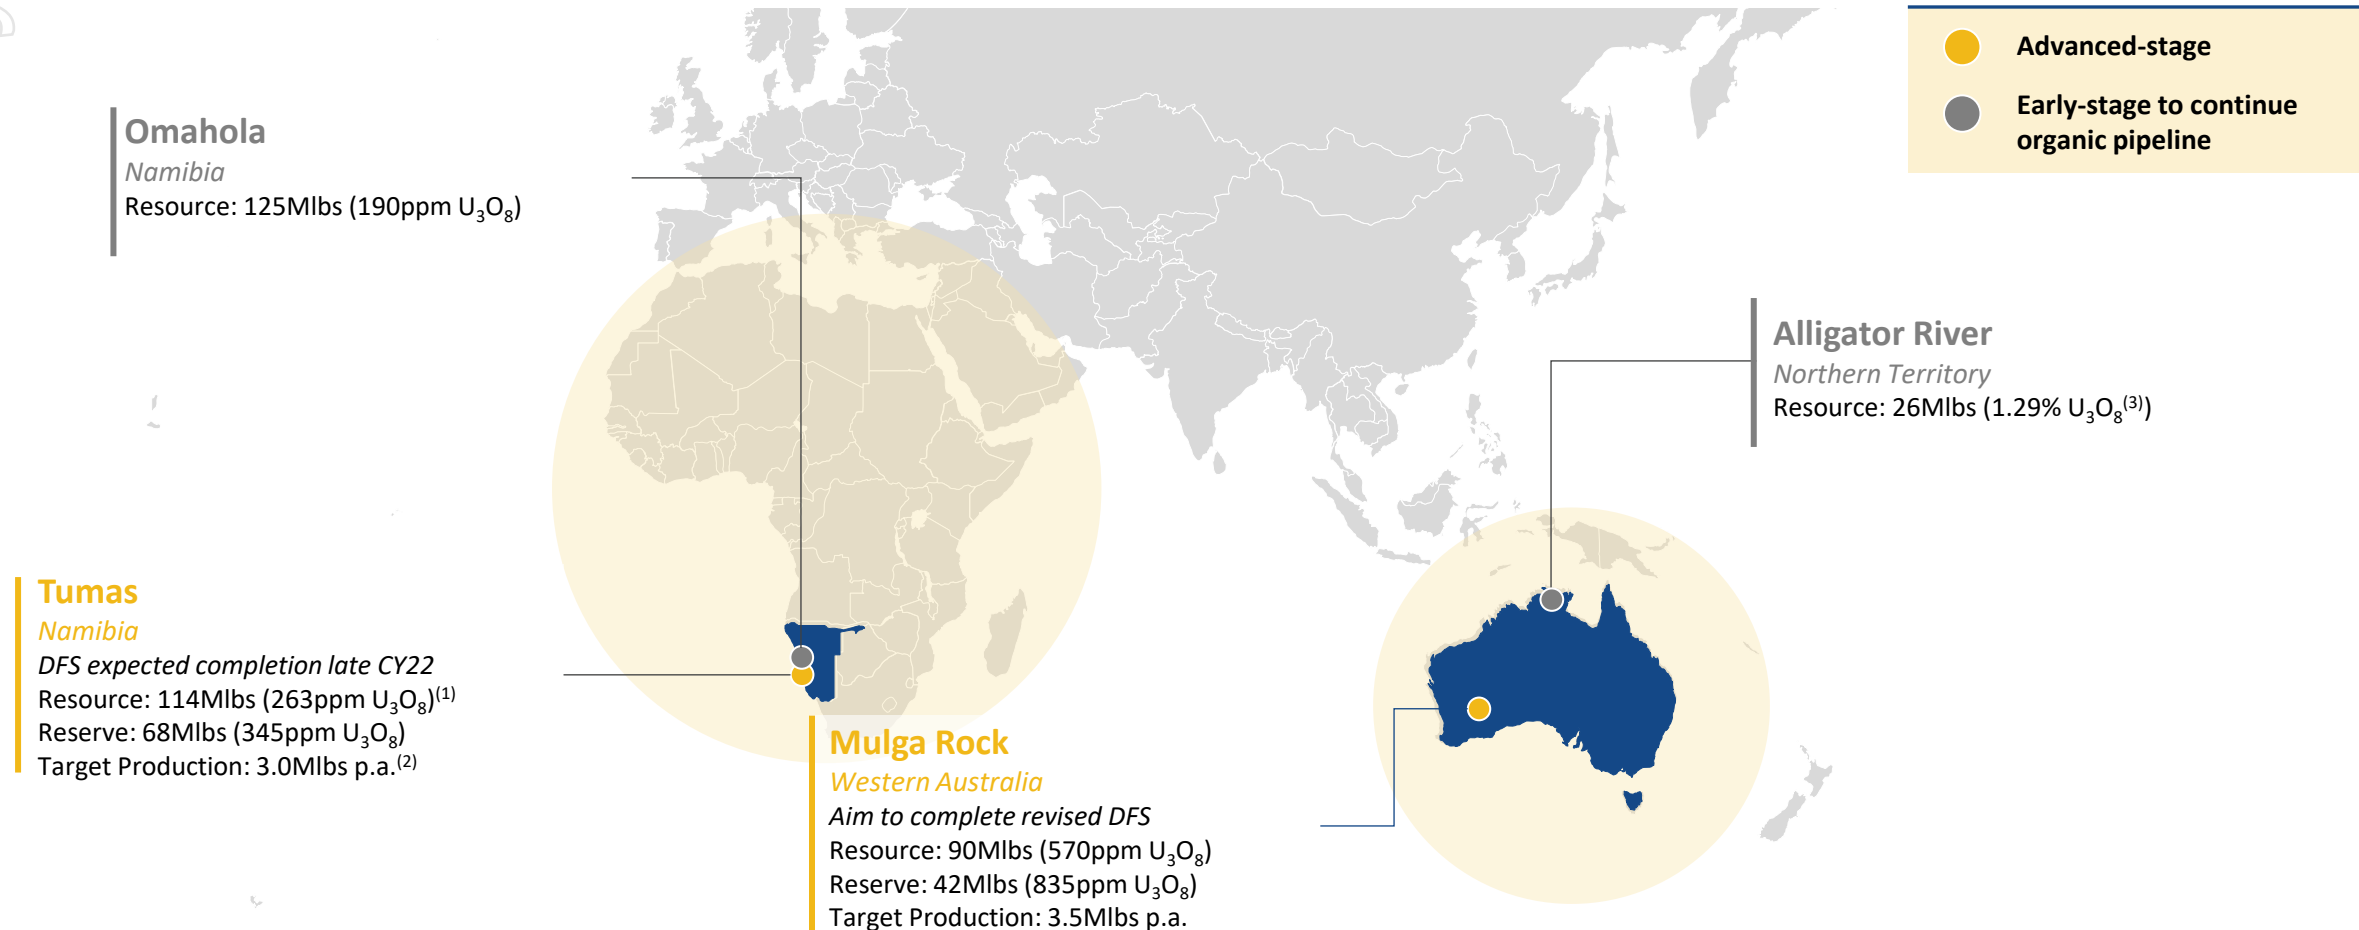 Advanced-stage
Early-stage to continue
organic pipeline
Omahola
Namibia
Resource: 125Mlbs (190ppm U₃O₈)
Alligator River
Northern Territory
Resource: 26Mlbs (1.29% U₃O₈⁽³⁾)
Tumas
Namibia
DFS expected completion late CY22
Resource: 114Mlbs (263ppm U₃O₈)⁽¹⁾
Reserve: 68Mlbs (345ppm U₃O₈)
Target Production: 3.0Mlbs p.a.⁽²⁾
Mulga Rock
Western Australia
Aim to complete revised DFS
Resource: 90Mlbs (570ppm U₃O₈)
Reserve: 42Mlbs (835ppm U₃O₈)
Target Production: 3.5Mlbs p.a.